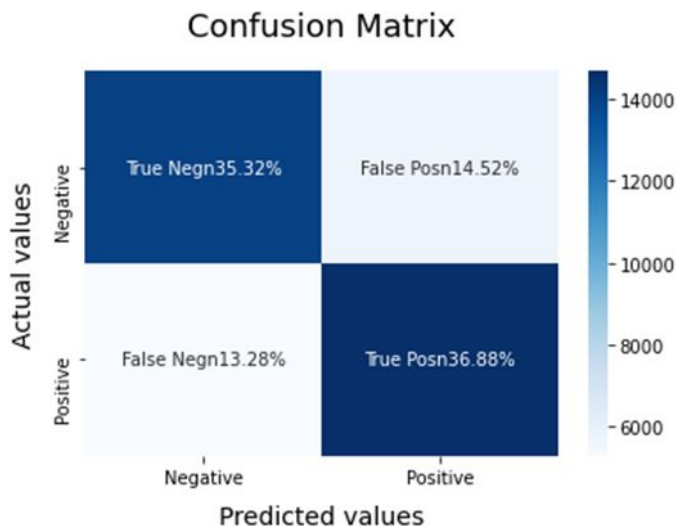 Confusion Matrix
True Negn35.32%
False Posn14.52%
False Negn13.28%
True Posn36.88%
Actual values
Negative
Positive
Negative
Positive
Predicted values
14000
12000
10000
8000
6000